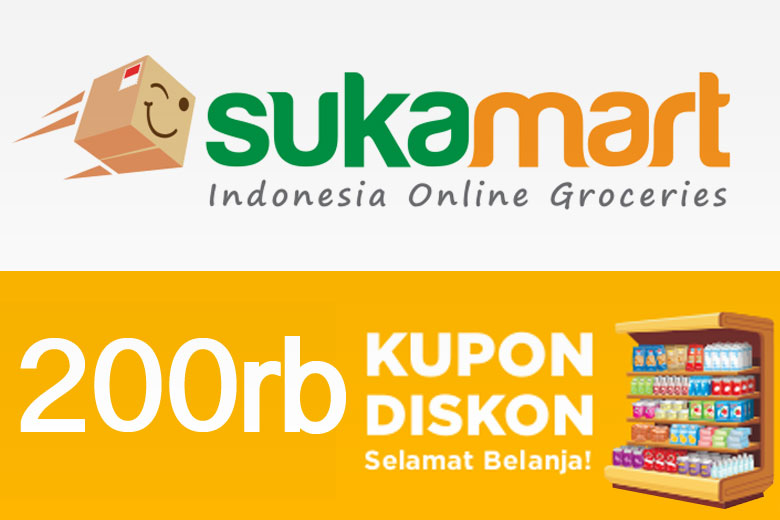 sukamart
Indonesia Online Groceries
200rb
KUPON
DISKON
Selamat Belanja!